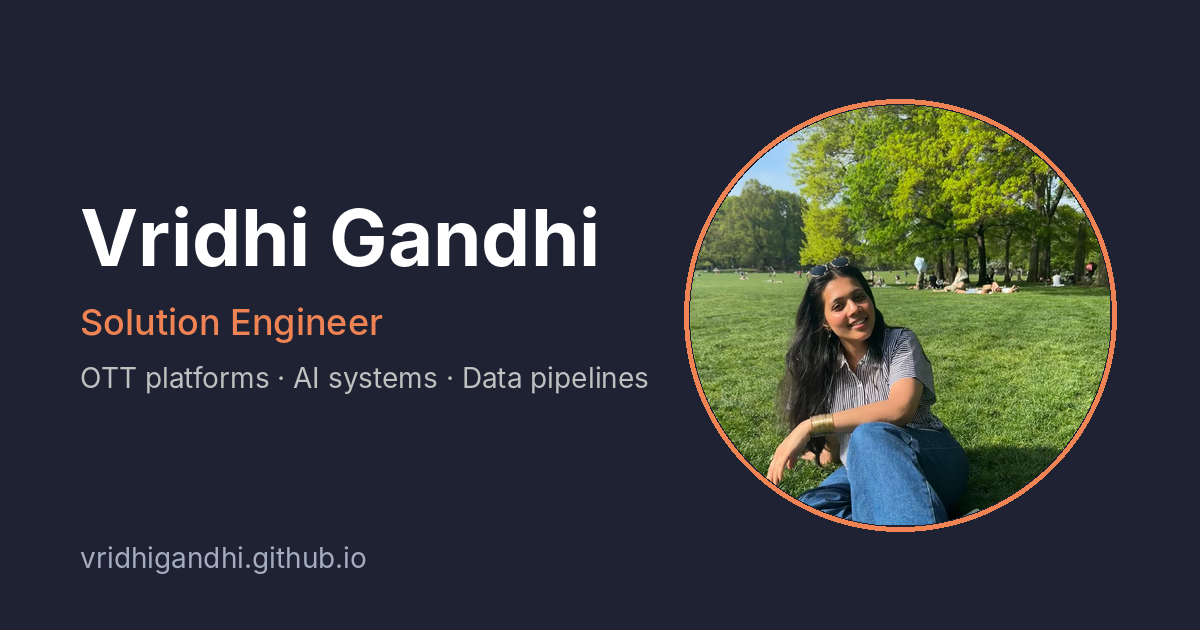 Vridhi Gandhi
Solution Engineer
OTT platforms · AI systems · Data pipelines
vridhigandhi.github.io